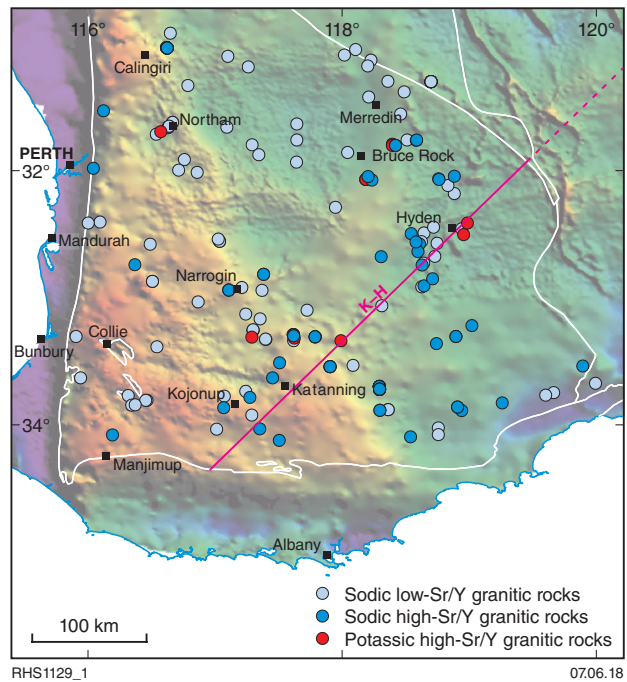 116°
118°
120°
Calingiri
Northam
Merredin
PERTH
Bruce Rock
32°
Hyden
Mandurah
Narrogin
K–H
Collie
Bunbury
Kojonup
Katanning
34°
Manjimup
Albany
Sodic low-Sr/Y granitic rocks
Sodic high-Sr/Y granitic rocks
Potassic high-Sr/Y granitic rocks
100 km
RHS1129_1
07.06.18